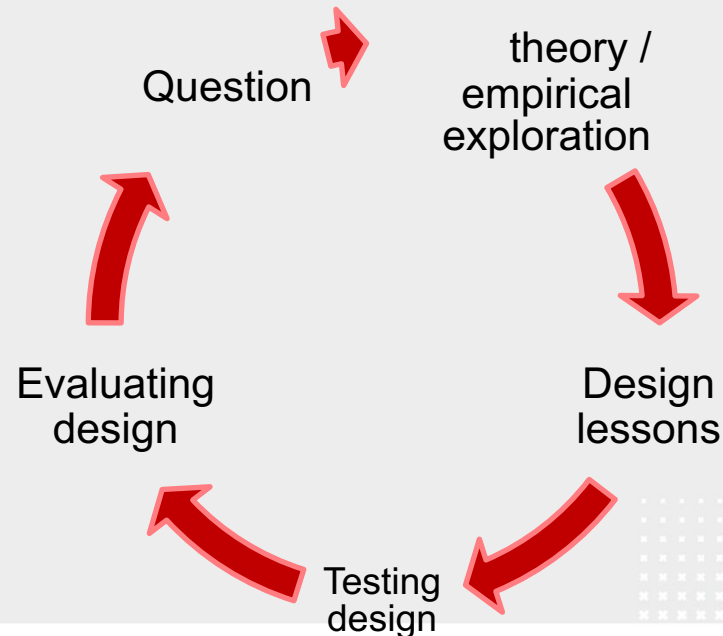 Question
theory /
empirical
exploration
Design
lessons
Testing
design
Evaluating
design